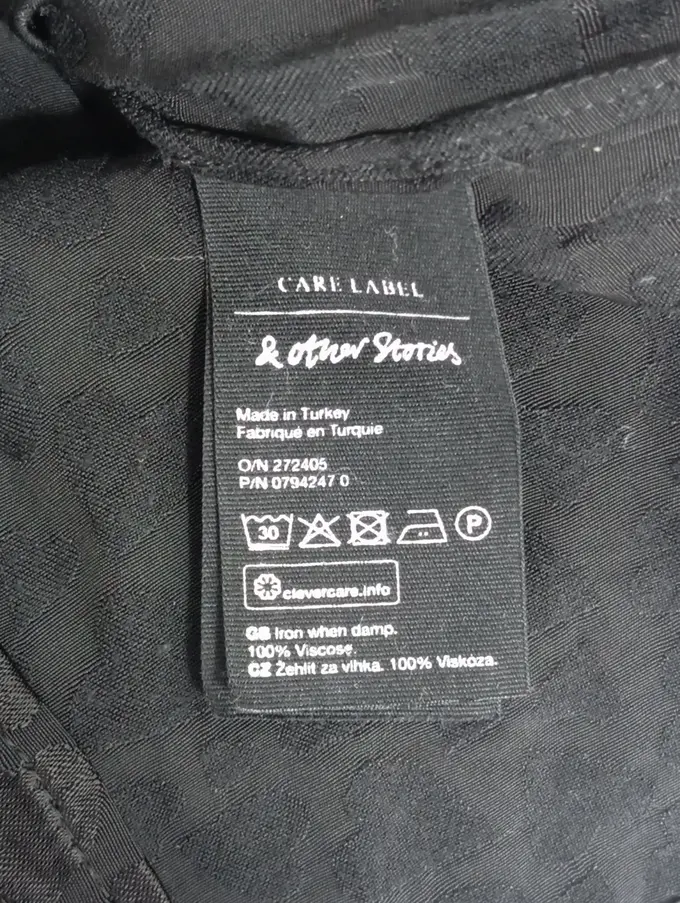 CARE LABEL
& other Stories
Made in Turkey
Fabriqué en Turquie
O/N 272405
P/N 0794247 0
30 P
clevercare.info
GB Iron when damp.
100% Viscose.
CZ Žehlit za vlhka. 100% Viskóza.